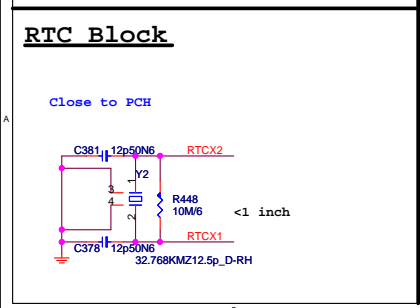 RTC Block
Close to PCH
A
C381 12p50N6 RTCX2
1 Y2
3
4
R448
10M/6
<1 inch
2
RTCX1
C378 12p50N6
32.768KMZ12.5p_D-RH